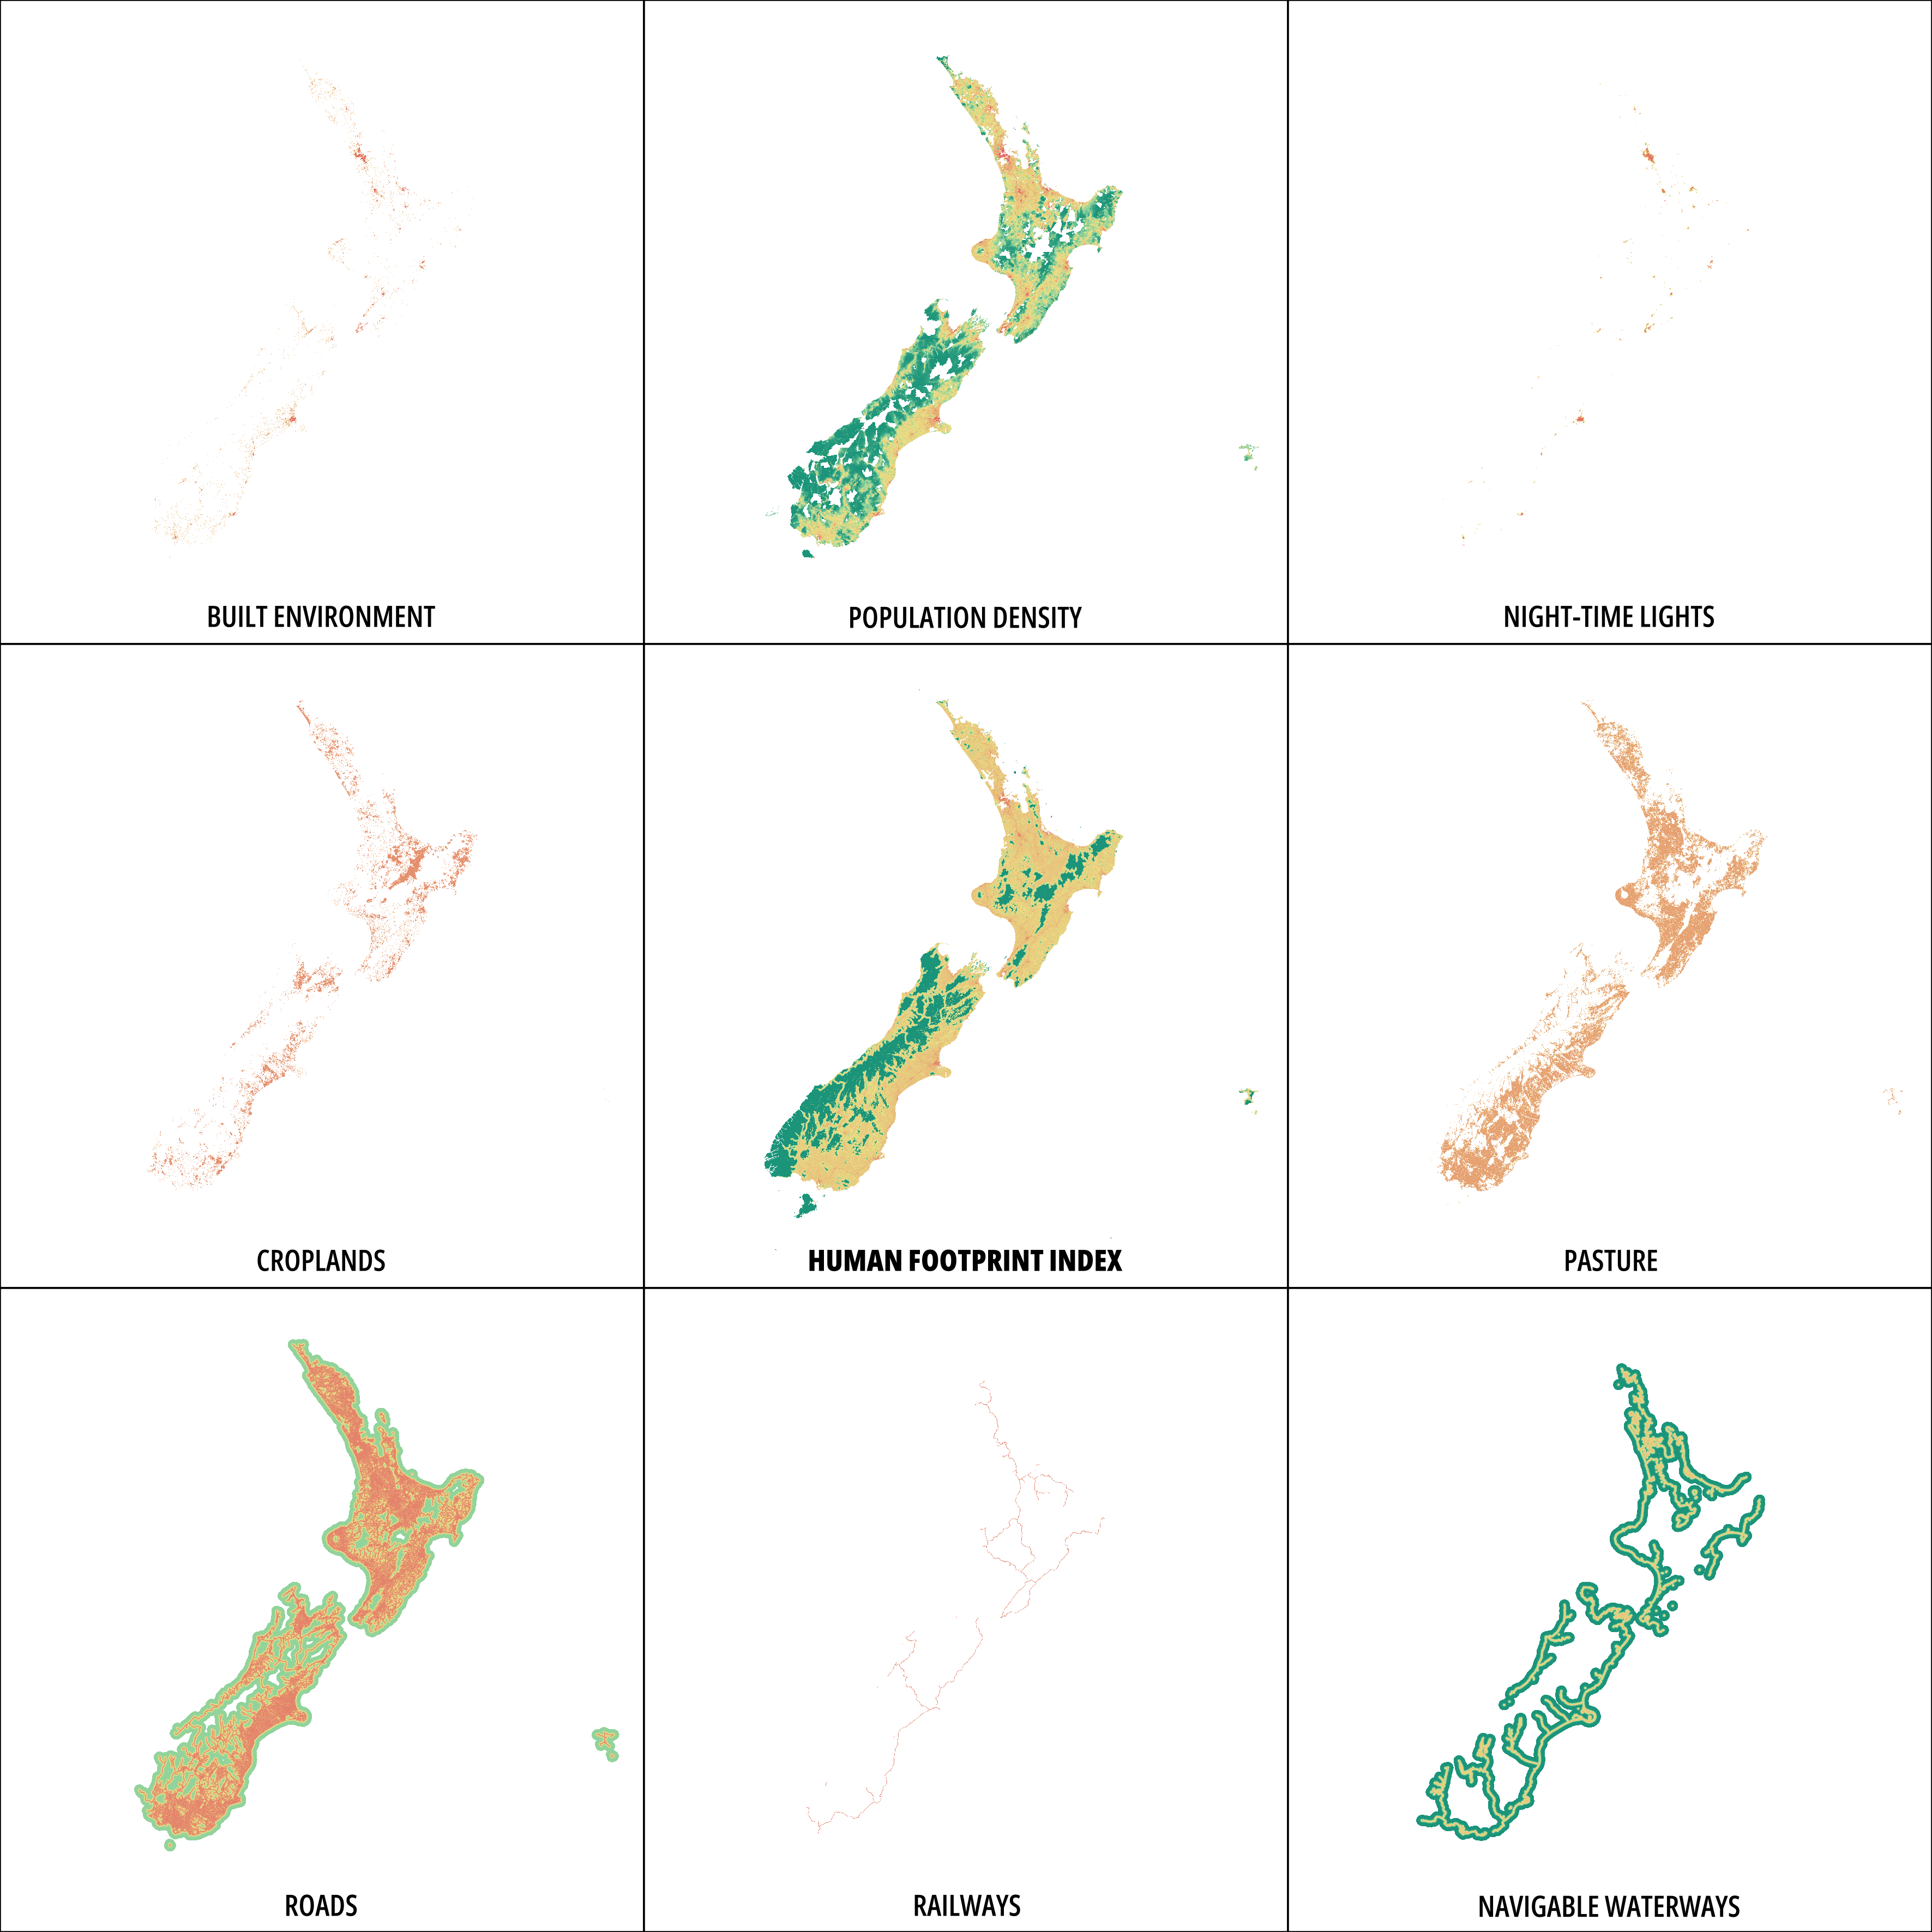 BUILT ENVIRONMENT
POPULATION DENSITY
NIGHT-TIME LIGHTS
CROPLANDS
HUMAN FOOTPRINT INDEX
PASTURE
ROADS
RAILWAYS
NAVIGABLE WATERWAYS